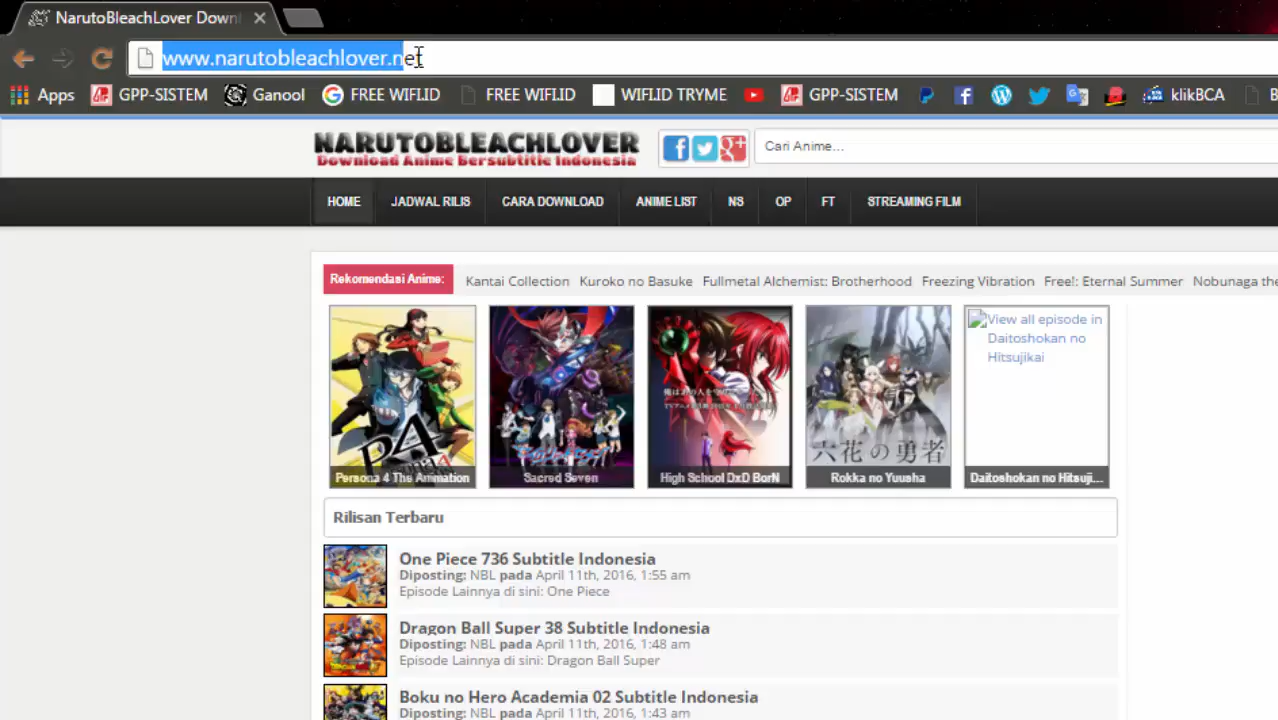 NarutoBleachLover Down
www.narutobleachlover.net
Apps GPP-SISTEM Ganool FREE WIFI.ID FREE WIFI.ID WIFI.ID TRYME GPP-SISTEM klikBCA
NARUTOBLEACHLOVER
Download Anime Bersubtitle Indonesia
Cari Anime...
HOME JADWAL RILIS CARA DOWNLOAD ANIME LIST NS OP FT STREAMING FILM
Rekomendasi Anime: Kantai Collection Kuroko no Basuke Fullmetal Alchemist: Brotherhood Freezing Vibration Free!: Eternal Summer Nobunaga the
View all episode in
Daitoshokan no
Hitsujikai
P4
六花の勇者
Persona 4 The Animation Sacred Seven High School DxD BorN Rokka no Yuusha Daitoshokan no Hitsuji...
Rilisan Terbaru
One Piece 736 Subtitle Indonesia
Diposting: NBL pada April 11th, 2016, 1:55 am
Episode Lainnya di sini: One Piece
Dragon Ball Super 38 Subtitle Indonesia
Diposting: NBL pada April 11th, 2016, 1:48 am
Episode Lainnya di sini: Dragon Ball Super
Boku no Hero Academia 02 Subtitle Indonesia
Diposting: NBL pada April 11th, 2016, 1:43 am